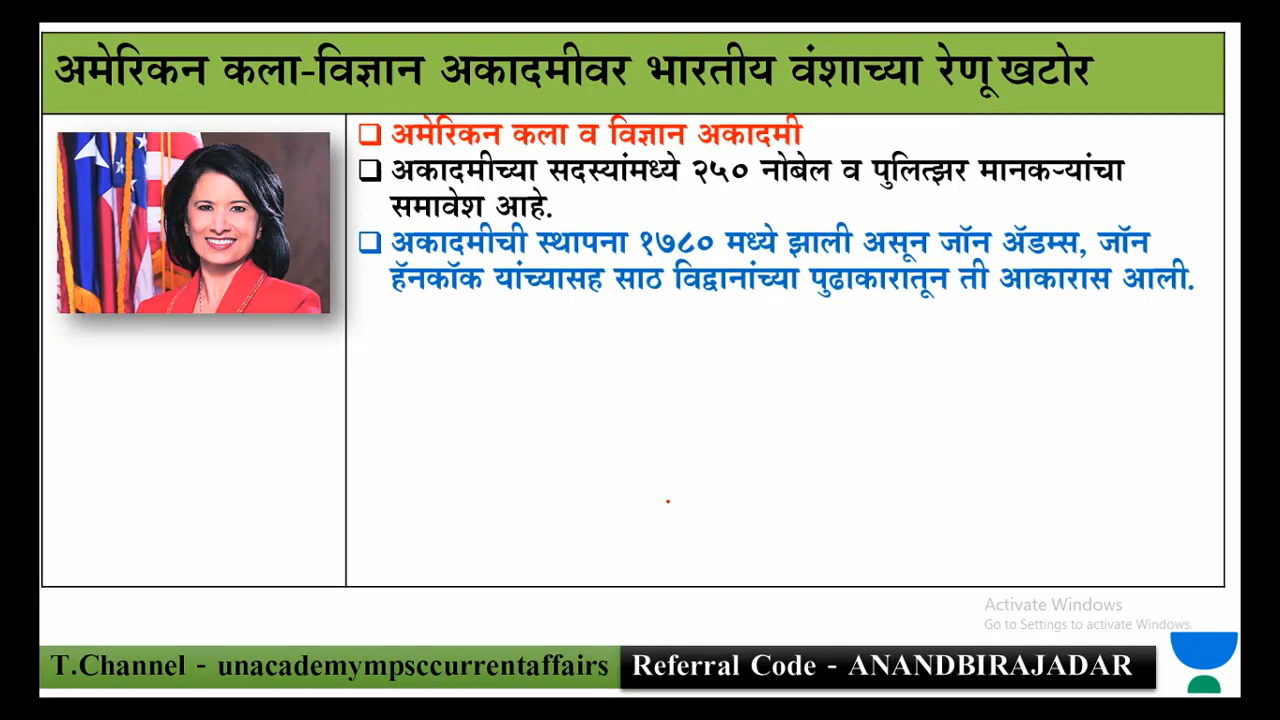 अमेरिकन कला-विज्ञान अकादमीवर भारतीय वंशाच्या रेणू खटोर
अमेरिकन कला व विज्ञान अकादमी
अकादमीच्या सदस्यांमध्ये २५० नोबेल व पुलित्झर मानकऱ्यांचा
समावेश आहे.
अकादमीची स्थापना १७८० मध्ये झाली असून जॉन ॲडम्स, जॉन
हॅनकॉक यांच्यासह साठ विद्वानांच्या पुढाकारातून ती आकारास आली.
Activate Windows
Go to Settings to activate Windows.
T.Channel - unacademympsccurrentaffairs
Referral Code - ANANDBIRAJADAR